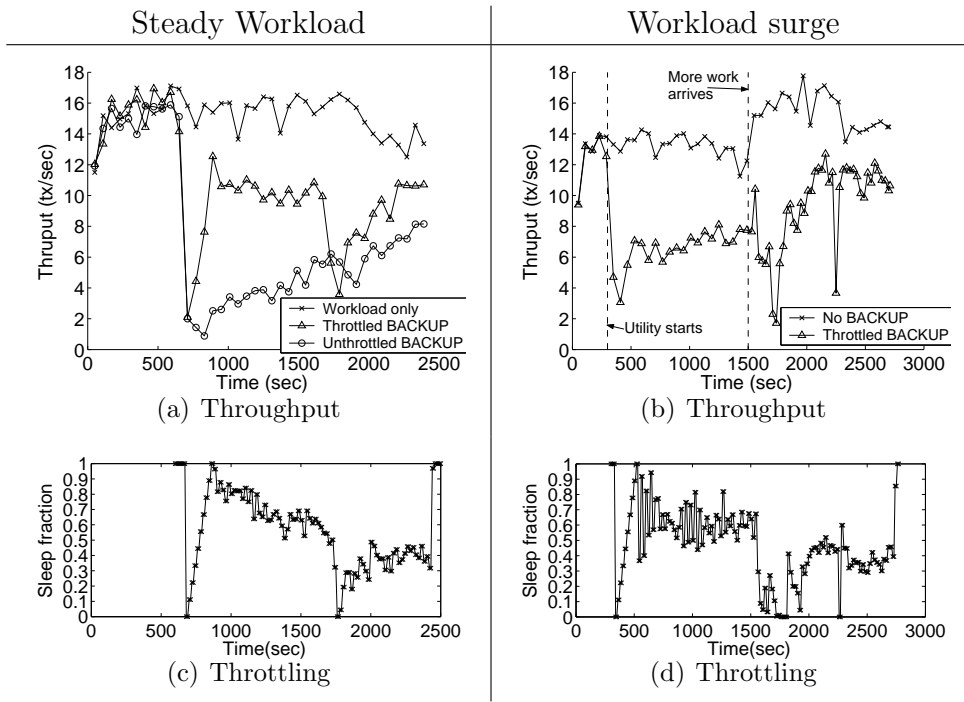 Steady Workload
Workload surge
18
16
14
12
10
8
6
4
2
0
Thruput (tx/sec)
Workload only
Throttled BACKUP
Unthrottled BACKUP
0 500 1000 1500 2000 2500
Time (sec)
(a) Throughput
18
16
14
12
10
8
6
4
2
0
Thruput (tx/sec)
More work
arrives
Utility starts
No BACKUP
Throttled BACKUP
0 500 1000 1500 2000 2500 3000
Time (sec)
(b) Throughput
1
0.9
0.8
0.7
0.6
0.5
0.4
0.3
0.2
0.1
0
Sleep fraction
0 500 1000 1500 2000 2500
Time(sec)
(c) Throttling
1
0.9
0.8
0.7
0.6
0.5
0.4
0.3
0.2
0.1
0
Sleep fraction
0 500 1000 1500 2000 2500 3000
Time(sec)
(d) Throttling